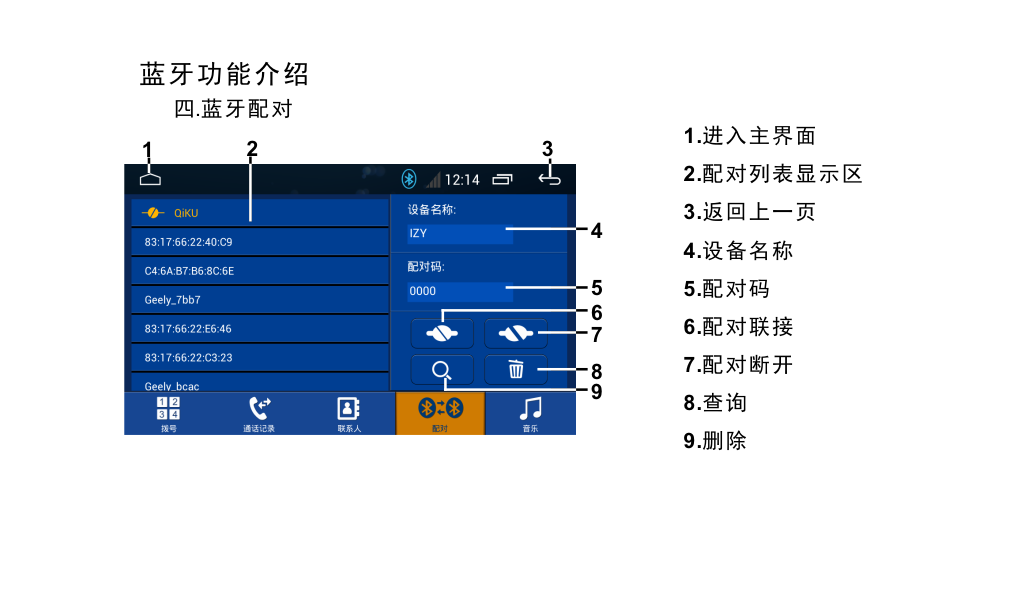 蓝牙功能介绍
四.蓝牙配对
1
2
3
12:14
QiKU
83:17:66:22:40:C9
C4:6A:B7:B6:8C:6E
Geely_7bb7
83:17:66:22:E6:46
83:17:66:22:C3:23
Geely_bcac
设备名称:
IZY
4
配对码:
0000
5
6
7
8
9
1 2
3 4
拨号
通话记录
联系人
配对
音乐
1.进入主界面
2.配对列表显示区
3.返回上一页
4.设备名称
5.配对码
6.配对联接
7.配对断开
8.查询
9.删除